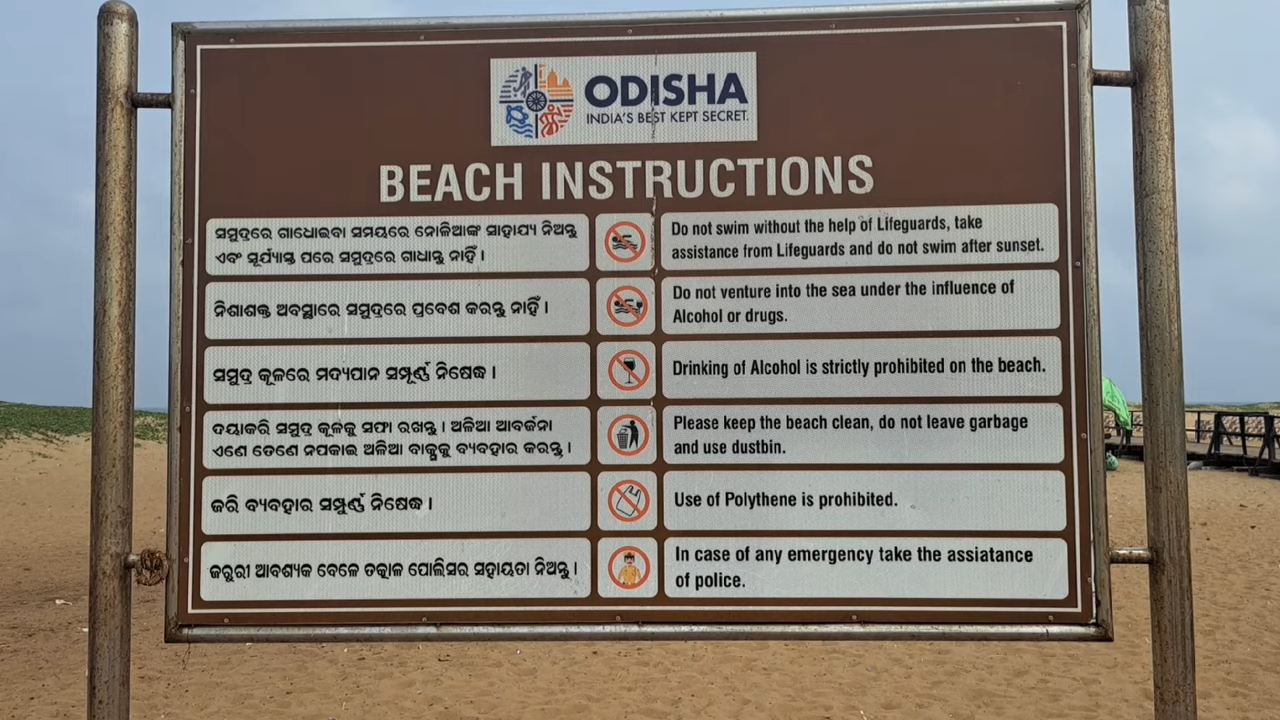 ODISHA
INDIA'S BEST KEPT SECRET.
BEACH INSTRUCTIONS
ସମୁଦ୍ରରେ ଗାଧୋଇବା ସମୟରେ ନୋଳିଆଙ୍କ ସାହାଯ୍ୟ ନିଅନ୍ତୁ
ଏବଂ ସୂର୍ଯ୍ୟାସ୍ତ ପରେ ସମୁଦ୍ରରେ ଗାଧାନ୍ତୁ ନାହିଁ ।
Do not swim without the help of Lifeguards, take
assistance from Lifeguards and do not swim after sunset.
ନିଶାଶକ୍ତ ଅବସ୍ଥାରେ ସମୁଦ୍ରରେ ପ୍ରବେଶ କରନ୍ତୁ ନାହିଁ ।
Do not venture into the sea under the influence of
Alcohol or drugs.
ସମୁଦ୍ର କୂଳରେ ମଦ୍ୟପାନ ସମ୍ପୂର୍ଣ୍ଣ ନିଷେଦ୍ଧ ।
Drinking of Alcohol is strictly prohibited on the beach.
ଦୟାକରି ସମୁଦ୍ର କୂଳକୁ ସଫା ରଖନ୍ତୁ । ଅଳିଆ ଆବର୍ଜନା
ଏଣେ ତେଣେ ନପକାଇ ଅଳିଆ ବାକ୍ସକୁ ବ୍ୟବହାର କରନ୍ତୁ ।
Please keep the beach clean, do not leave garbage
and use dustbin.
ଜରି ବ୍ୟବହାର ସମ୍ପୂର୍ଣ୍ଣ ନିଷେଦ୍ଧ ।
Use of Polythene is prohibited.
ଜରୁରୀ ଆବଶ୍ୟକ ବେଳେ ତତ୍କାଳ ପୋଲିସର ସହାୟତା ନିଅନ୍ତୁ ।
In case of any emergency take the assiatance
of police.